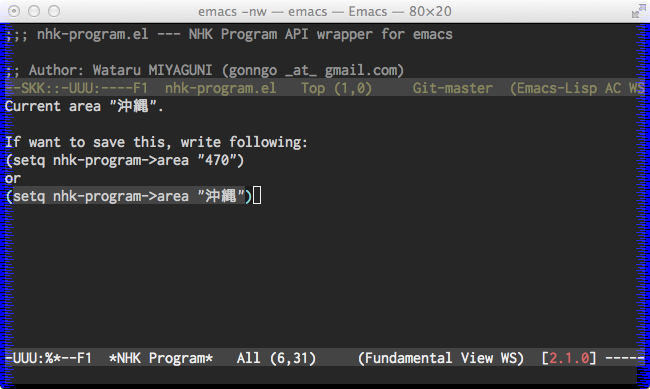 emacs -nw — emacs — Emacs — 80×20
;;; nhk-program.el --- NHK Program API wrapper for emacs
;; Author: Wataru MIYAGUNI (gonngo _at_ gmail.com)
--SKK::-UUU:----F1  nhk-program.el   Top (1,0)     Git-master  (Emacs-Lisp AC WS
Current area "沖縄".
If want to save this, write following:
(setq nhk-program->area "470")
or
(setq nhk-program->area "沖縄")
-UUU:%*--F1  *NHK Program*   All (6,31)     (Fundamental View WS)  [2.1.0] -----